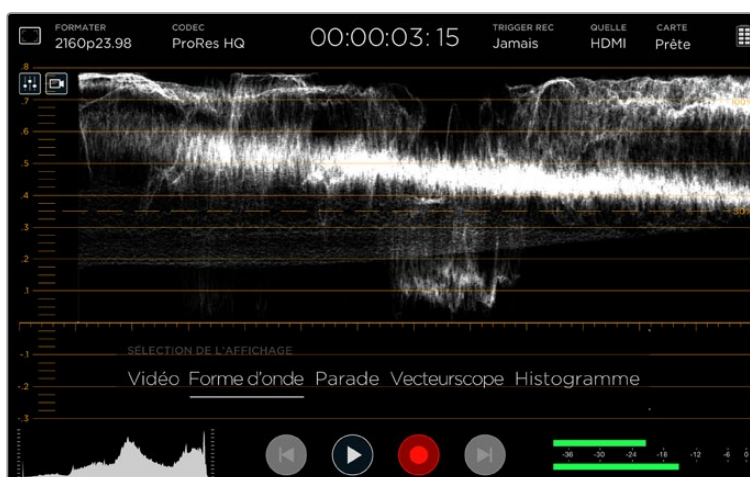 FORMATER CODEC TRIGGER REC QUELLE CARTE
2160p23.98 ProRes HQ 00:00:03:15 Jamais HDMI Prête
.8
.7
.6
.5
.4
.3
.2
.1
-.1
SÉLECTION DE L'AFFICHAGE
Vidéo Forme d'onde Parade Vecteurscope Histogramme
-.2
-.3
-36 -30 -24 -18 -12 -6 0